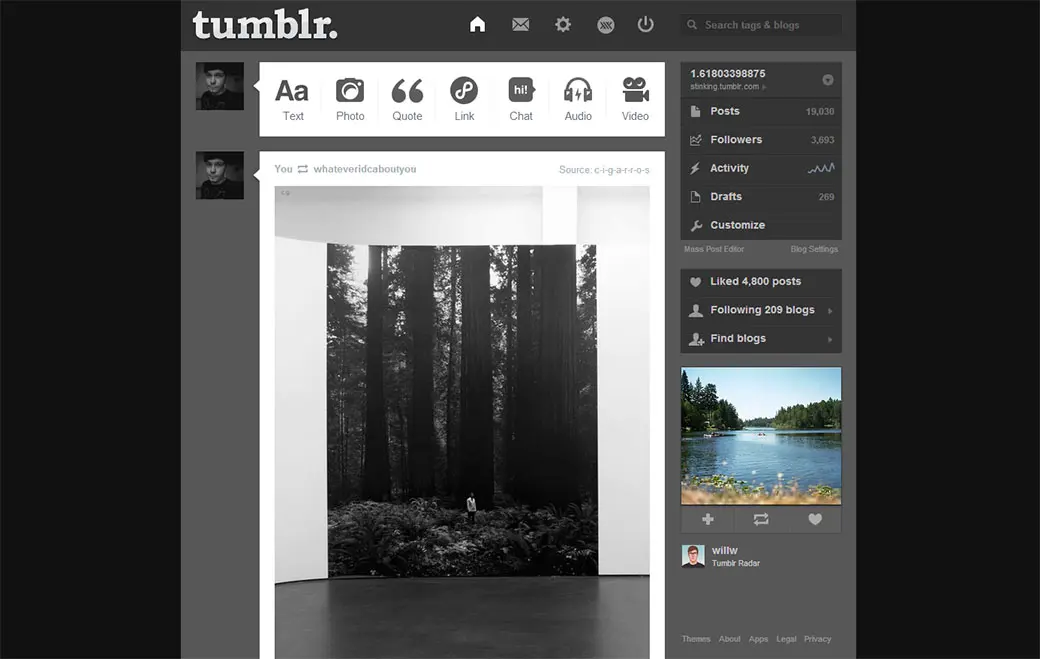 tumblr.
Search tags & blogs
Aa
hi!
Text Photo Quote Link Chat Audio Video
You whateveridcaboutyou
Source: c-i-g-a-r-r-o-s
1.61803398875
stinking.tumblr.com
Posts 19,030
Followers 3,693
Activity
Drafts 269
Customize
Mass Post Editor Blog Settings
Liked 4,800 posts
Following 209 blogs
Find blogs
willw
Tumblr Radar
Themes About Apps Legal Privacy